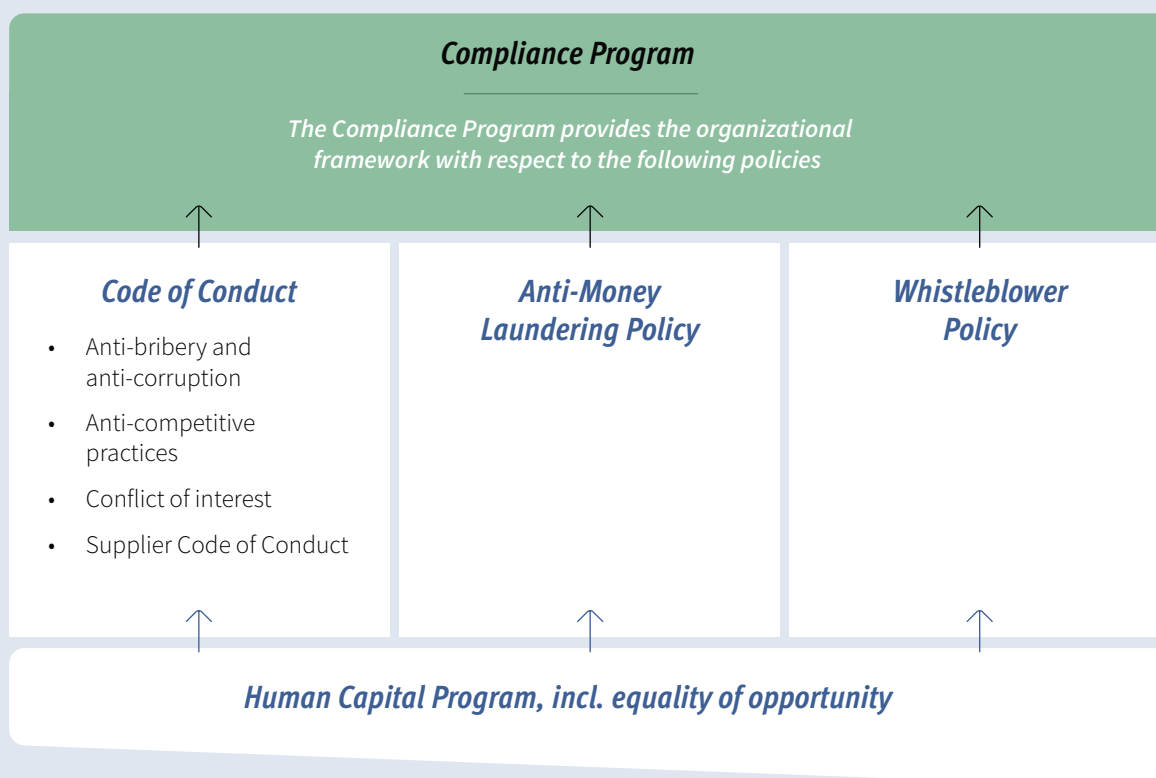 Compliance Program
The Compliance Program provides the organizational
framework with respect to the following policies
Code of Conduct
• Anti-bribery and
anti-corruption
• Anti-competitive
practices
• Conflict of interest
• Supplier Code of Conduct
Anti-Money
Laundering Policy
Whistleblower
Policy
Human Capital Program, incl. equality of opportunity